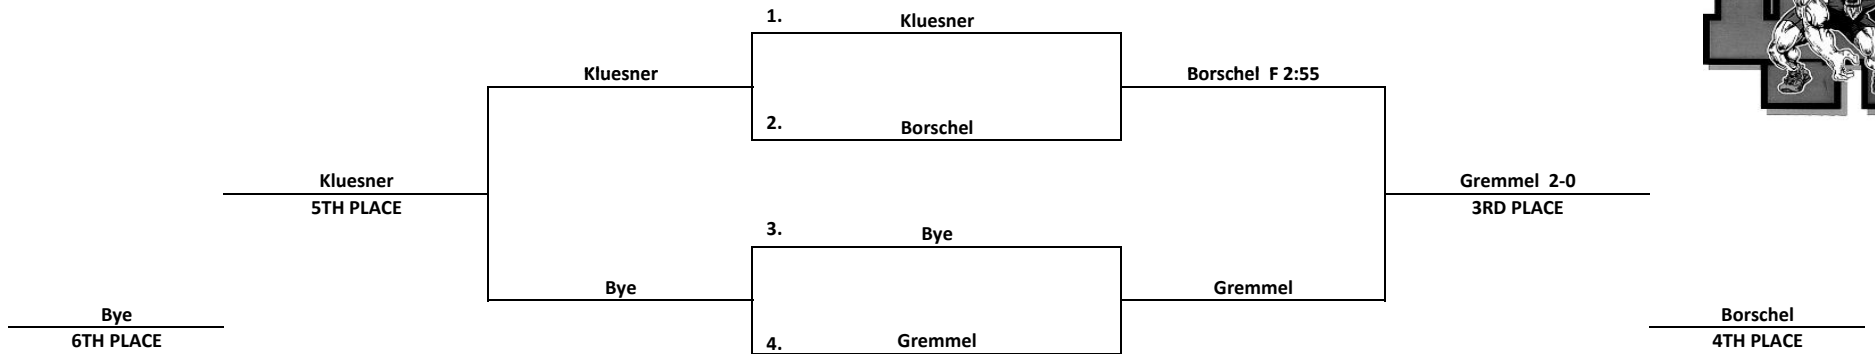 1.
Kluesner
Kluesner
Borschel F 2:55
2.
Borschel
Kluesner
5TH PLACE
Gremmel 2-0
3RD PLACE
3.
Bye
Bye
Gremmel
Bye
6TH PLACE
4.
Gremmel
Borschel
4TH PLACE